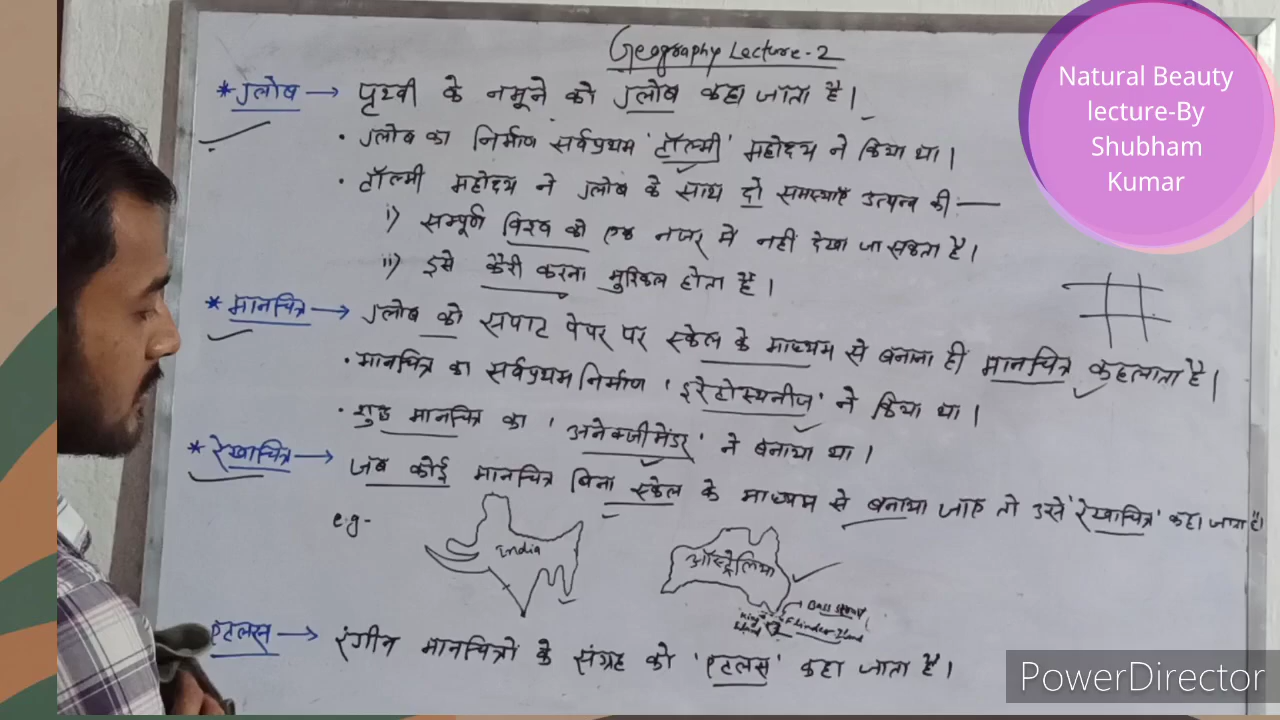 Geography Lecture-2
* ग्लोब → पृथ्वी के नमूने को ग्लोब कहा जाता है।
• ग्लोब का निर्माण सर्वप्रथम 'टॉल्मी' महोदय ने किया था।
• टॉल्मी महोदय ने ग्लोब के साथ दो समस्याएँ उत्पन्न की —
i) सम्पूर्ण विश्व को एक नजर में नहीं देखा जा सकता है।
ii) इसे कैरी करना मुश्किल होता है।
* मानचित्र → ग्लोब को सपाट पेपर पर स्केल के माध्यम से बनाना ही मानचित्र कहलाता है।
• मानचित्र का सर्वप्रथम निर्माण 'इरेटोस्थनीज' ने किया था।
• शुद्ध मानचित्र का 'अनेक्जीमेंडर' ने बनाया था।
* रेखाचित्र → जब कोई मानचित्र बिना स्केल के माध्यम से बनाया जाए तो उसे 'रेखाचित्र' कहा जाता है।
e.g-
India
ऑस्ट्रेलिया
Bass
King
Flinder
एटलस → रंगीन मानचित्रों के संग्रह को 'एटलस' कहा जाता है।
Natural Beauty
lecture-By
Shubham
Kumar
PowerDirector